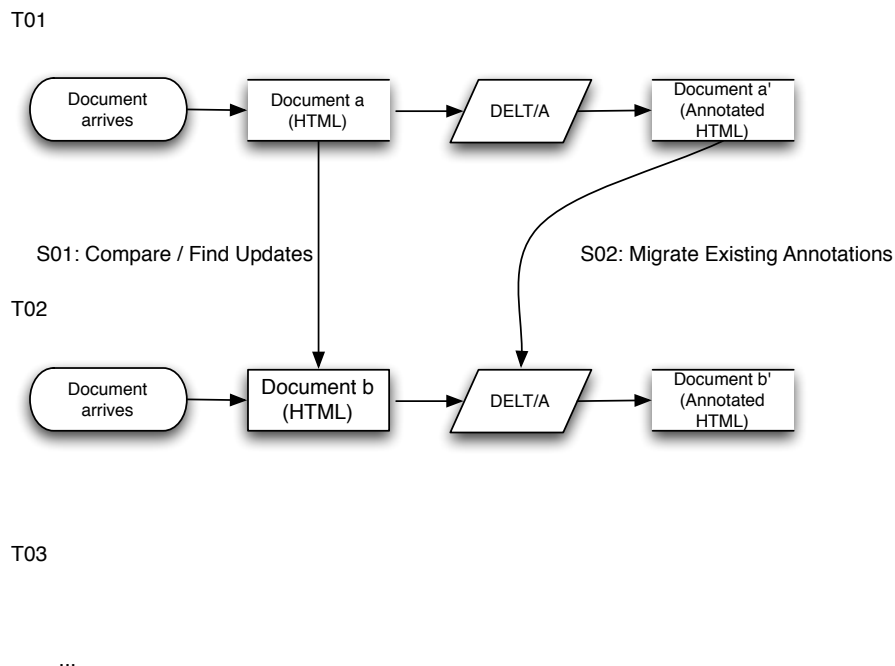 T01
Document
arrives
Document a
(HTML)
DELT/A
Document a'
(Annotated
HTML)
S01: Compare / Find Updates
S02: Migrate Existing Annotations
T02
Document
arrives
Document b
(HTML)
DELT/A
Document b'
(Annotated
HTML)
T03
...